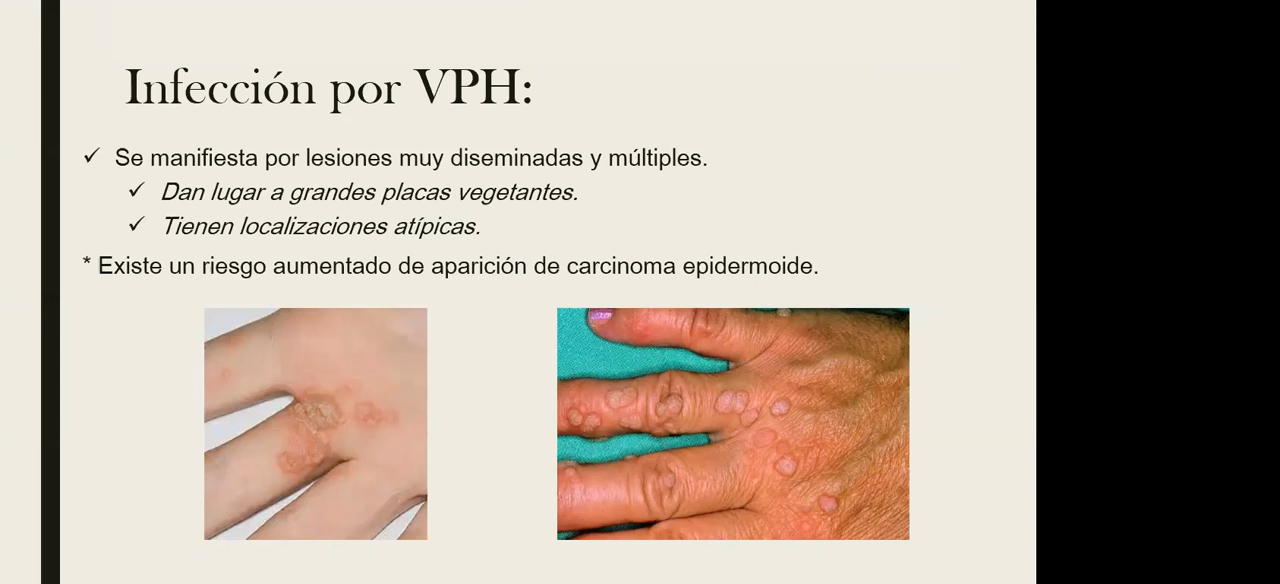 Infección por VPH:
✓ Se manifiesta por lesiones muy diseminadas y múltiples.
✓ Dan lugar a grandes placas vegetantes.
✓ Tienen localizaciones atípicas.
* Existe un riesgo aumentado de aparición de carcinoma epidermoide.